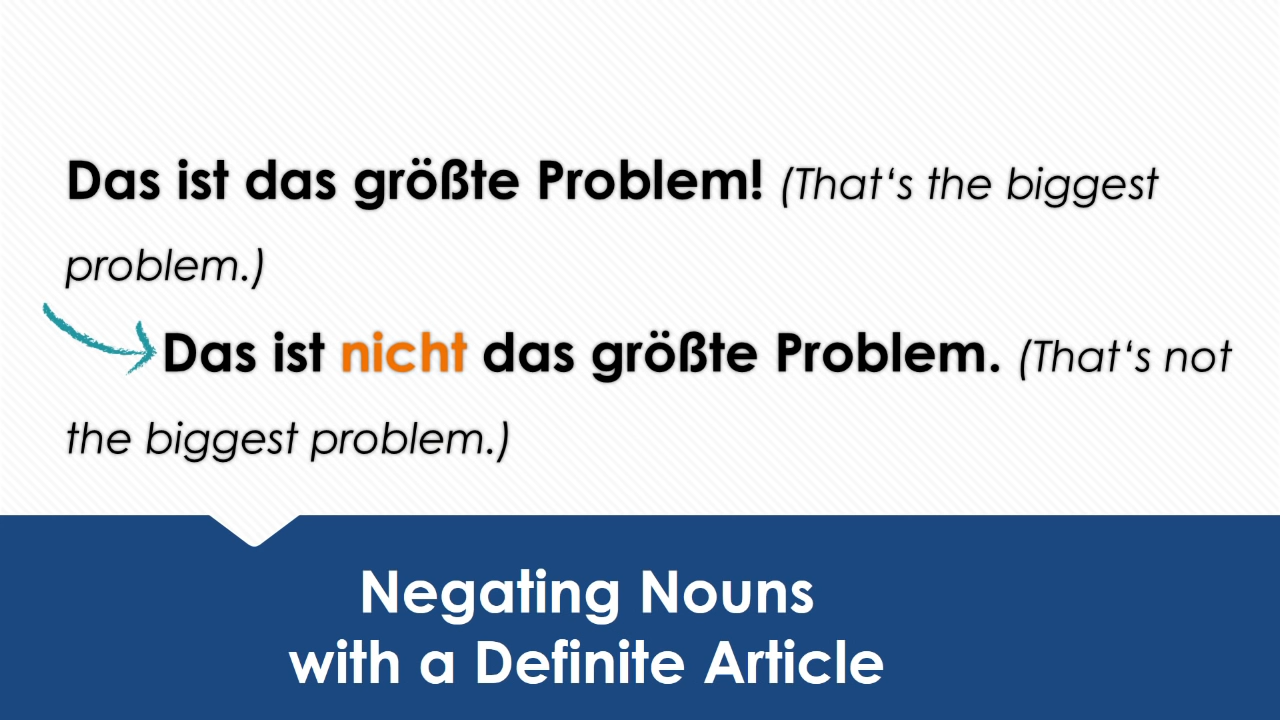 Das ist das größte Problem! (That‘s the biggest
problem.)
Das ist nicht das größte Problem. (That‘s not
the biggest problem.)
Negating Nouns
with a Definite Article